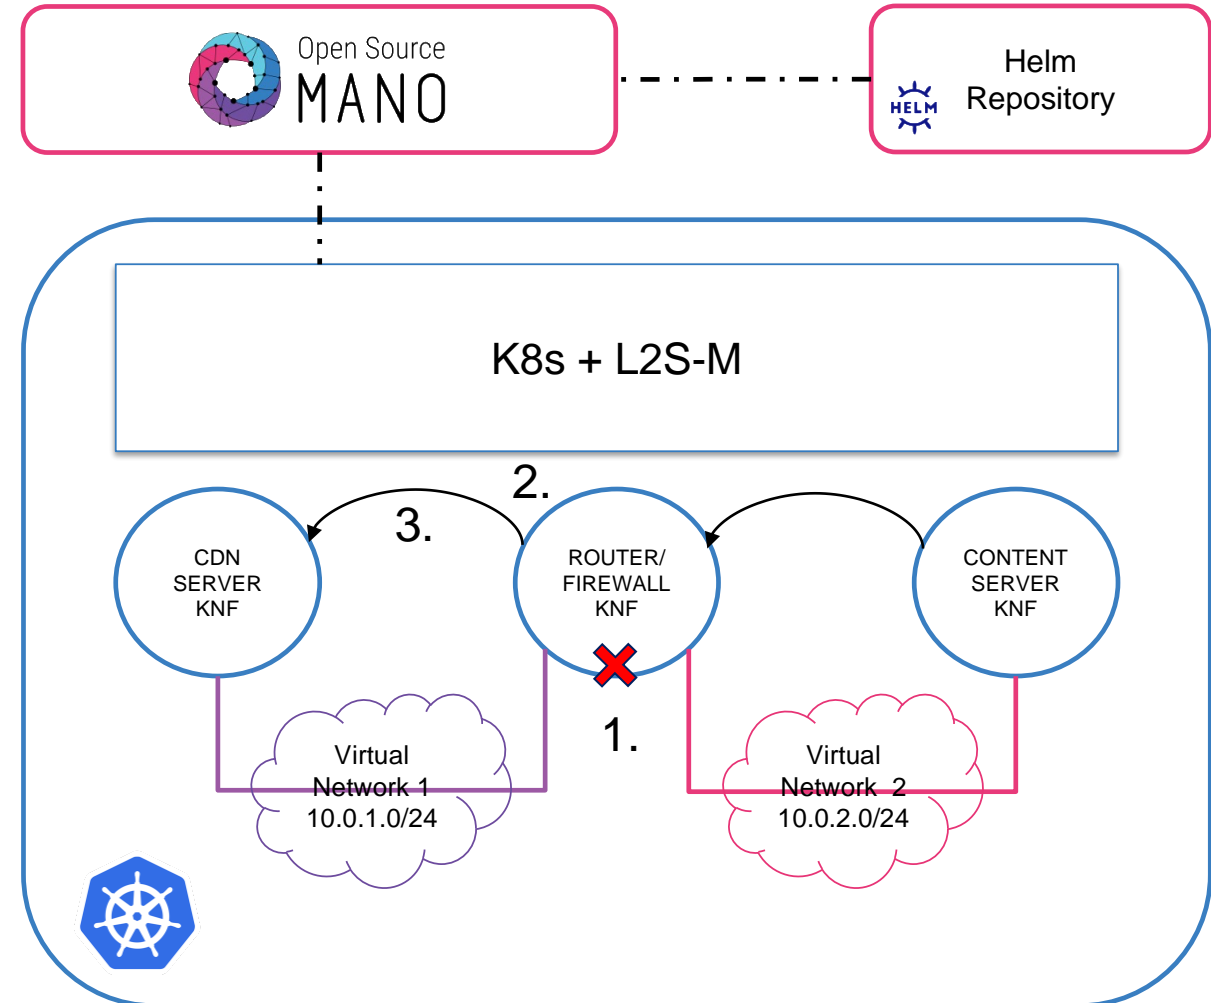 Open Source
MANO
HELM
Helm
Repository
K8s + L2S-M
2.
3.
CDN
SERVER
KNF
ROUTER/
FIREWALL
KNF
CONTENT
SERVER
KNF
1.
Virtual
Network 1
10.0.1.0/24
Virtual
Network 2
10.0.2.0/24